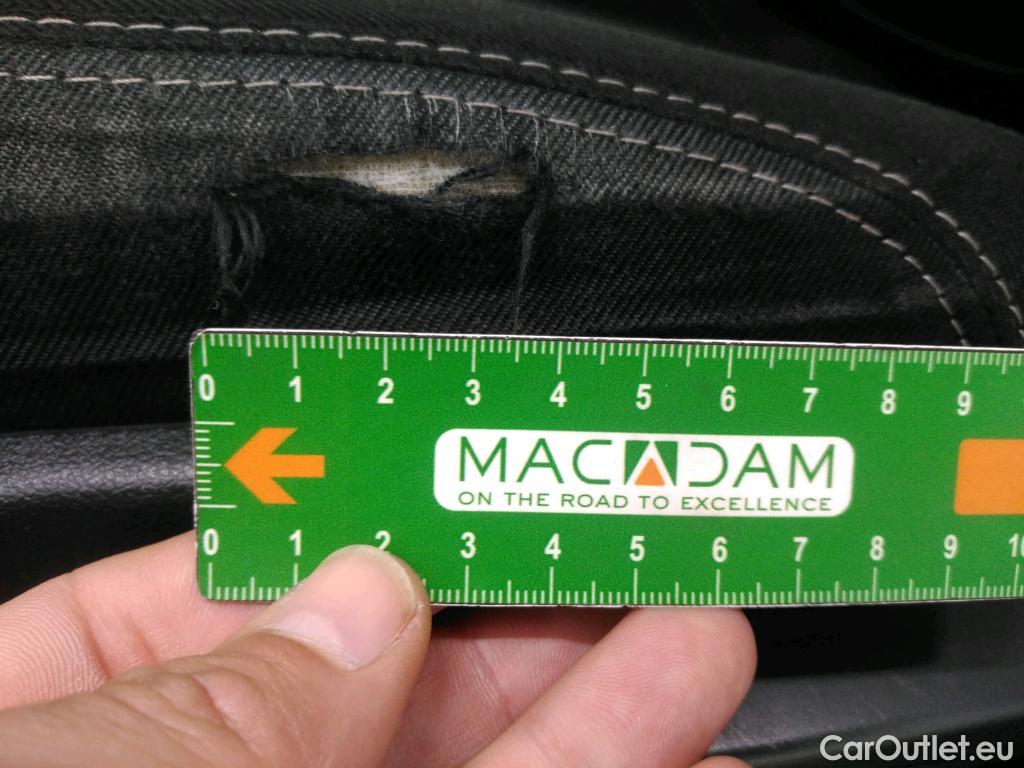 0 1 2 3 4 5 6 7 8 9
MACADAM
ON THE ROAD TO EXCELLENCE
0 1 2 3 4 5 6 7 8 9 10
CarOutlet.eu